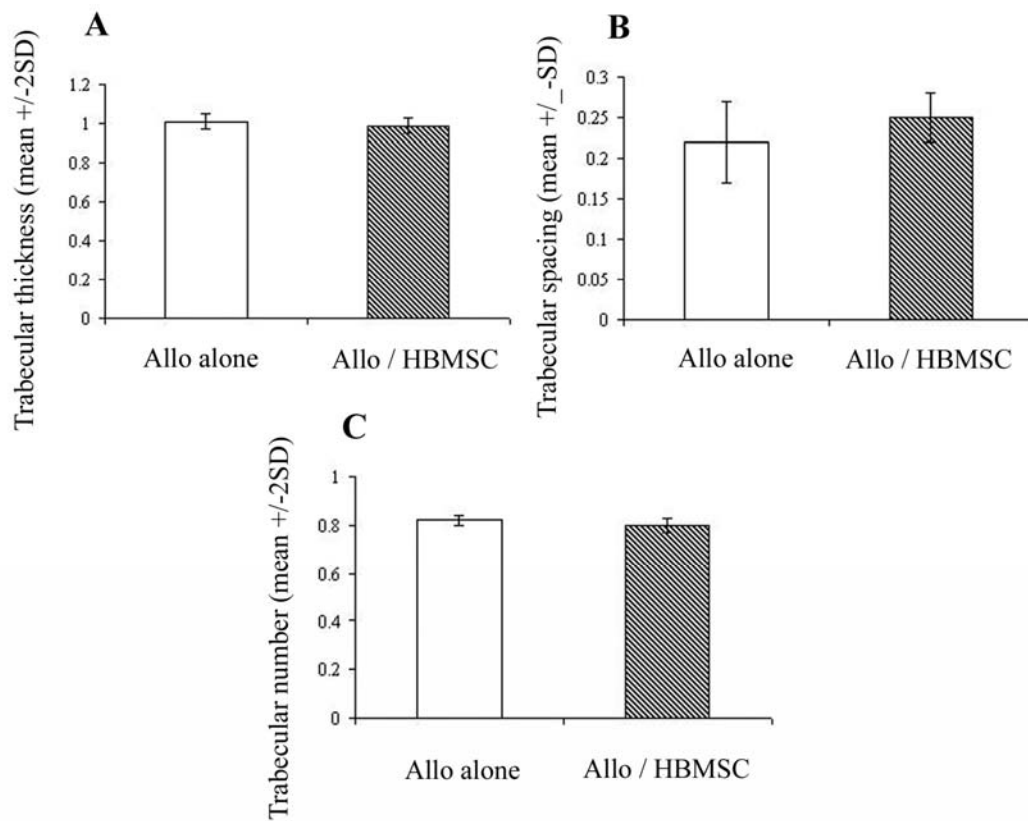 A
Trabecular thickness (mean +/-2SD)
1.2
1
0.8
0.6
0.4
0.2
0
Allo alone
Allo / HBMSC
B
Trabecular spacing (mean +/_-SD)
0.3
0.25
0.2
0.15
0.1
0.05
0
Allo alone
Allo / HBMSC
C
Trabecular number (mean +/-2SD)
1
0.8
0.6
0.4
0.2
0
Allo alone
Allo / HBMSC